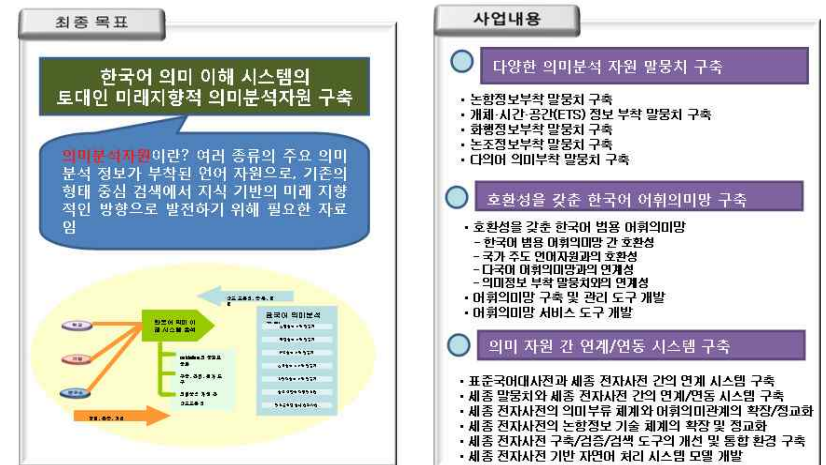 최종 목표
한국어 의미 이해 시스템의
토대인 미래지향적 의미분석자원 구축
의미분석자원이란? 여러 종류의 주요 의미
분석 정보가 부착된 언어 자원으로, 기존의
형태 중심 검색에서 지식 기반의 미래 지향
적인 방향으로 발전하기 위해 필요한 자료
임
한국어 의미 이
해 시스템 출력
한국어 의미분석
사업내용
다양한 의미분석 자원 말뭉치 구축
• 논항정보부착 말뭉치 구축
• 개체·시간·공간(ETS) 정보 부착 말뭉치 구축
• 화행정보부착 말뭉치 구축
• 논조정보부착 말뭉치 구축
• 다의어 의미부착 말뭉치 구축
호환성을 갖춘 한국어 어휘의미망 구축
• 호환성을 갖춘 한국어 범용 어휘의미망
- 한국어 범용 어휘의미망 간 호환성
- 국가 주도 언어자원과의 호환성
- 다국어 어휘의미망과의 연계성
- 의미정보 부착 말뭉치와의 연계성
• 어휘의미망 구축 및 관리 도구 개발
• 어휘의미망 서비스 도구 개발
의미 자원 간 연계/연동 시스템 구축
• 표준국어대사전과 세종 전자사전 간의 연계 시스템 구축
• 세종 말뭉치와 세종 전자사전 간의 연계/연동 시스템 구축
• 세종 전자사전의 의미부류 체계와 어휘의미관계의 확장/정교화
• 세종 전자사전의 논항정보 기술 체계의 확장 및 정교화
• 세종 전자사전 구축/검증/검색 도구의 개선 및 통합 환경 구축
• 세종 전자사전 기반 자연어 처리 시스템 모델 개발